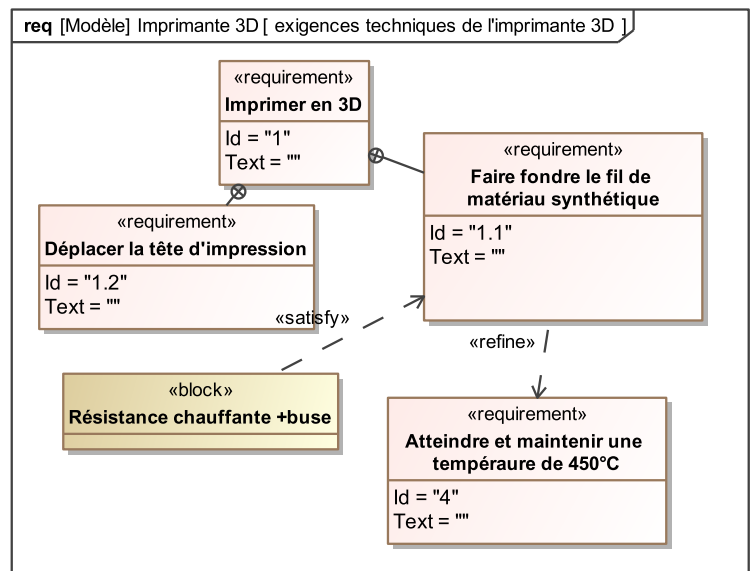 req [Modèle] Imprimante 3D [ exigences techniques de l'imprimante 3D ]
«requirement»
Imprimer en 3D
Id = "1"
Text = ""
«requirement»
Faire fondre le fil de
matériau synthétique
Id = "1.1"
Text = ""
«requirement»
Déplacer la tête d'impression
Id = "1.2"
Text = ""
«satisfy»
«refine»
«block»
Résistance chauffante +buse
«requirement»
Atteindre et maintenir une
tempéraure de 450°C
Id = "4"
Text = ""